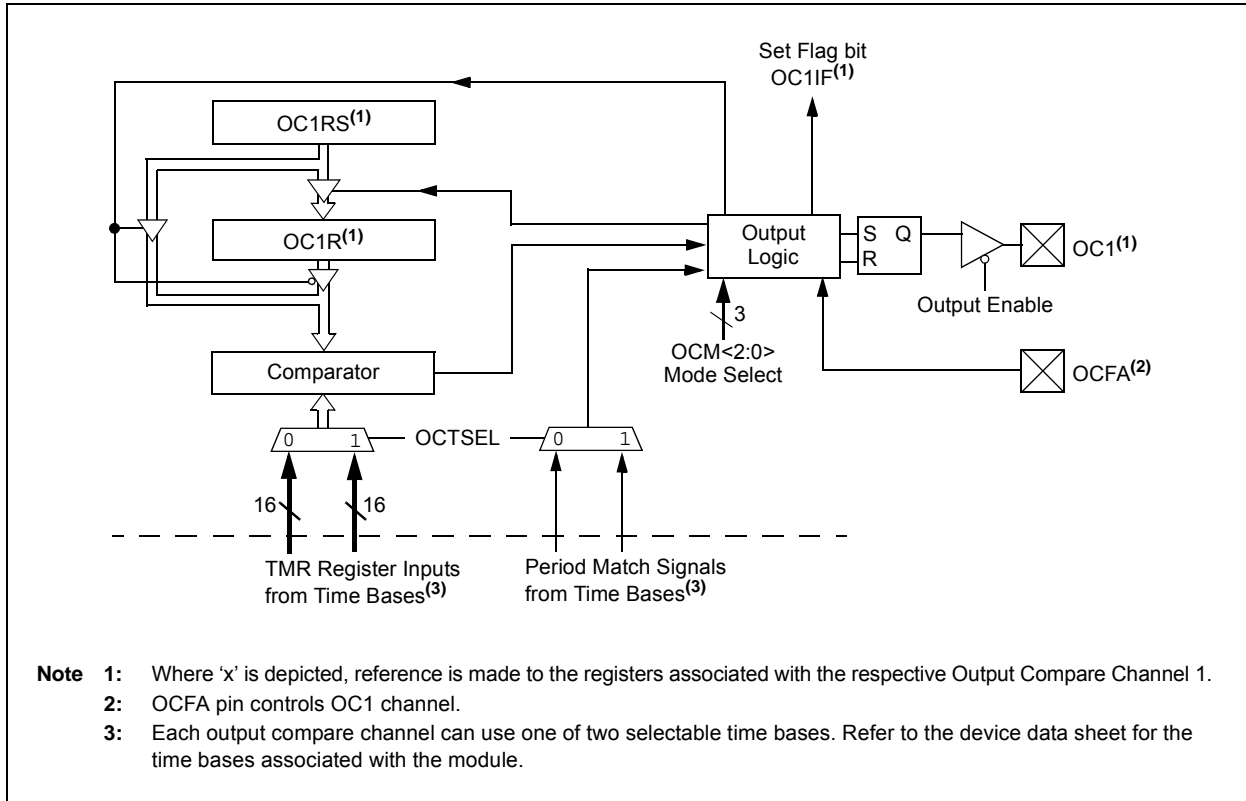 Set Flag bit
OC1IF(1)
OC1RS(1)
OC1R(1)
Output
Logic
S Q
R
OC1(1)
Output Enable
3
OCM<2:0>
Mode Select
OCFA(2)
Comparator
0 1
OCTSEL
0 1
16
16
TMR Register Inputs
from Time Bases(3)
Period Match Signals
from Time Bases(3)
Note 1: Where ‘x’ is depicted, reference is made to the registers associated with the respective Output Compare Channel 1.
2: OCFA pin controls OC1 channel.
3: Each output compare channel can use one of two selectable time bases. Refer to the device data sheet for the
time bases associated with the module.